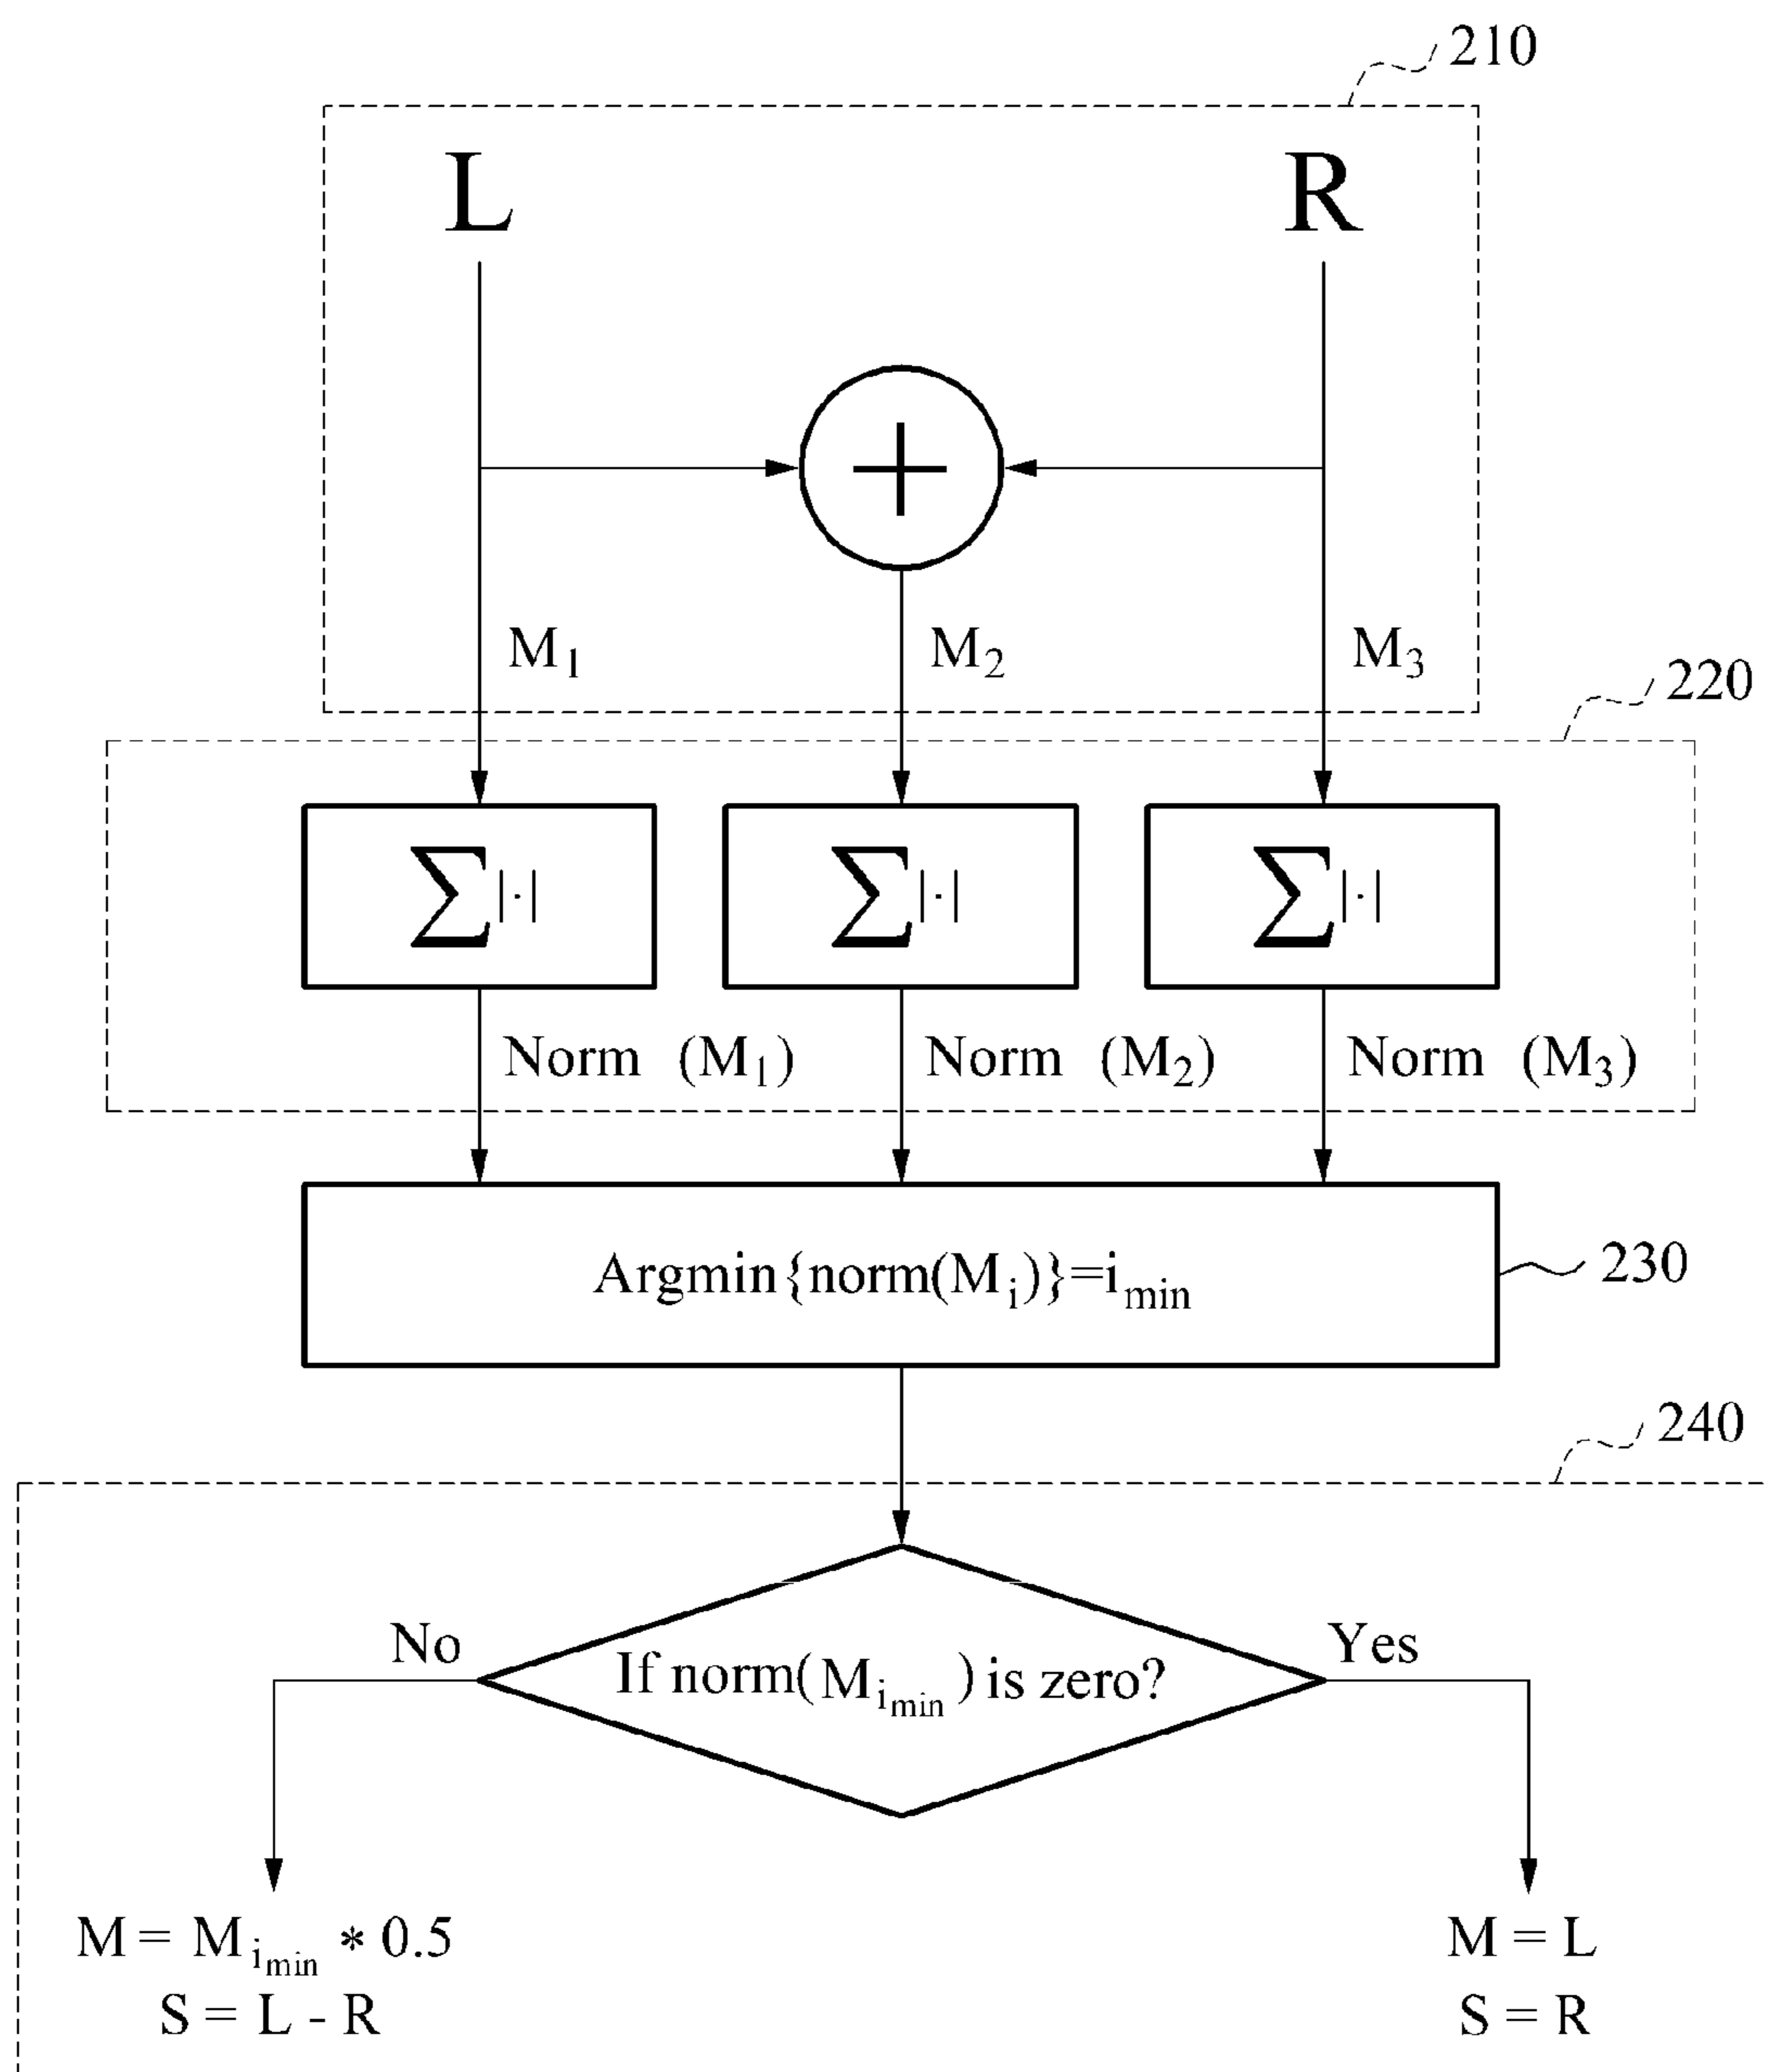 210
L R
+
M1 M2 M3
220
∑|·| ∑|·| ∑|·|
Norm (M1) Norm (M2) Norm (M3)
Argmin{norm(Mi)}=imin
230
240
No
If norm(Mimin) is zero?
Yes
M = Mimin * 0.5
S = L - R
M = L
S = R